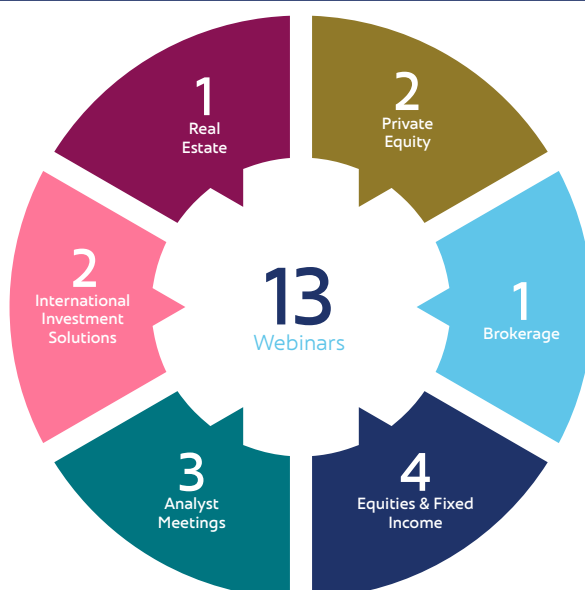 1
Real
Estate
2
Private
Equity
2
International
Investment
Solutions
13
Webinars
1
Brokerage
3
Analyst
Meetings
4
Equities & Fixed
Income